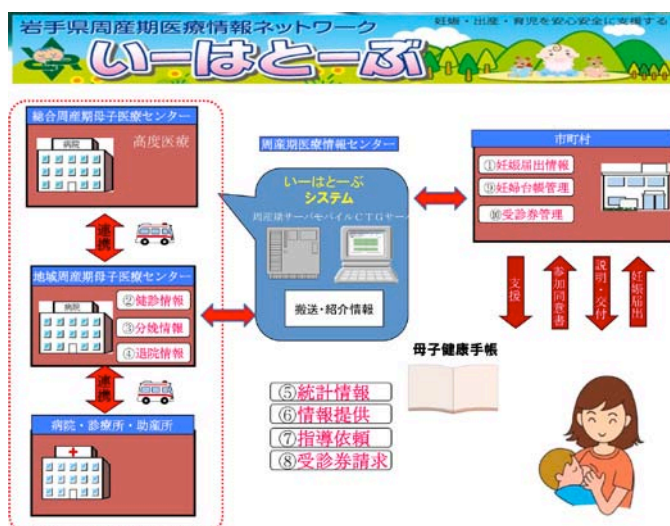 岩手県周産期医療情報ネットワーク
妊娠・出産・育児を安心安全に支援する
いーはとーぶ
総合周産期母子医療センター
病院
高度医療
連携
地域周産期母子医療センター
病院
②健診情報
③分娩情報
④退院情報
連携
病院・診療所・助産所
周産期医療情報センター
いーはとーぶ
システム
周産期サーバモバイルCTGサーバ
搬送・紹介情報
市町村
①妊娠届出情報
⑨妊婦台帳管理
⑩受診券管理
支援
参加同意書
説明・交付
妊娠届出
母子健康手帳
⑤統計情報
⑥情報提供
⑦指導依頼
⑧受診券請求